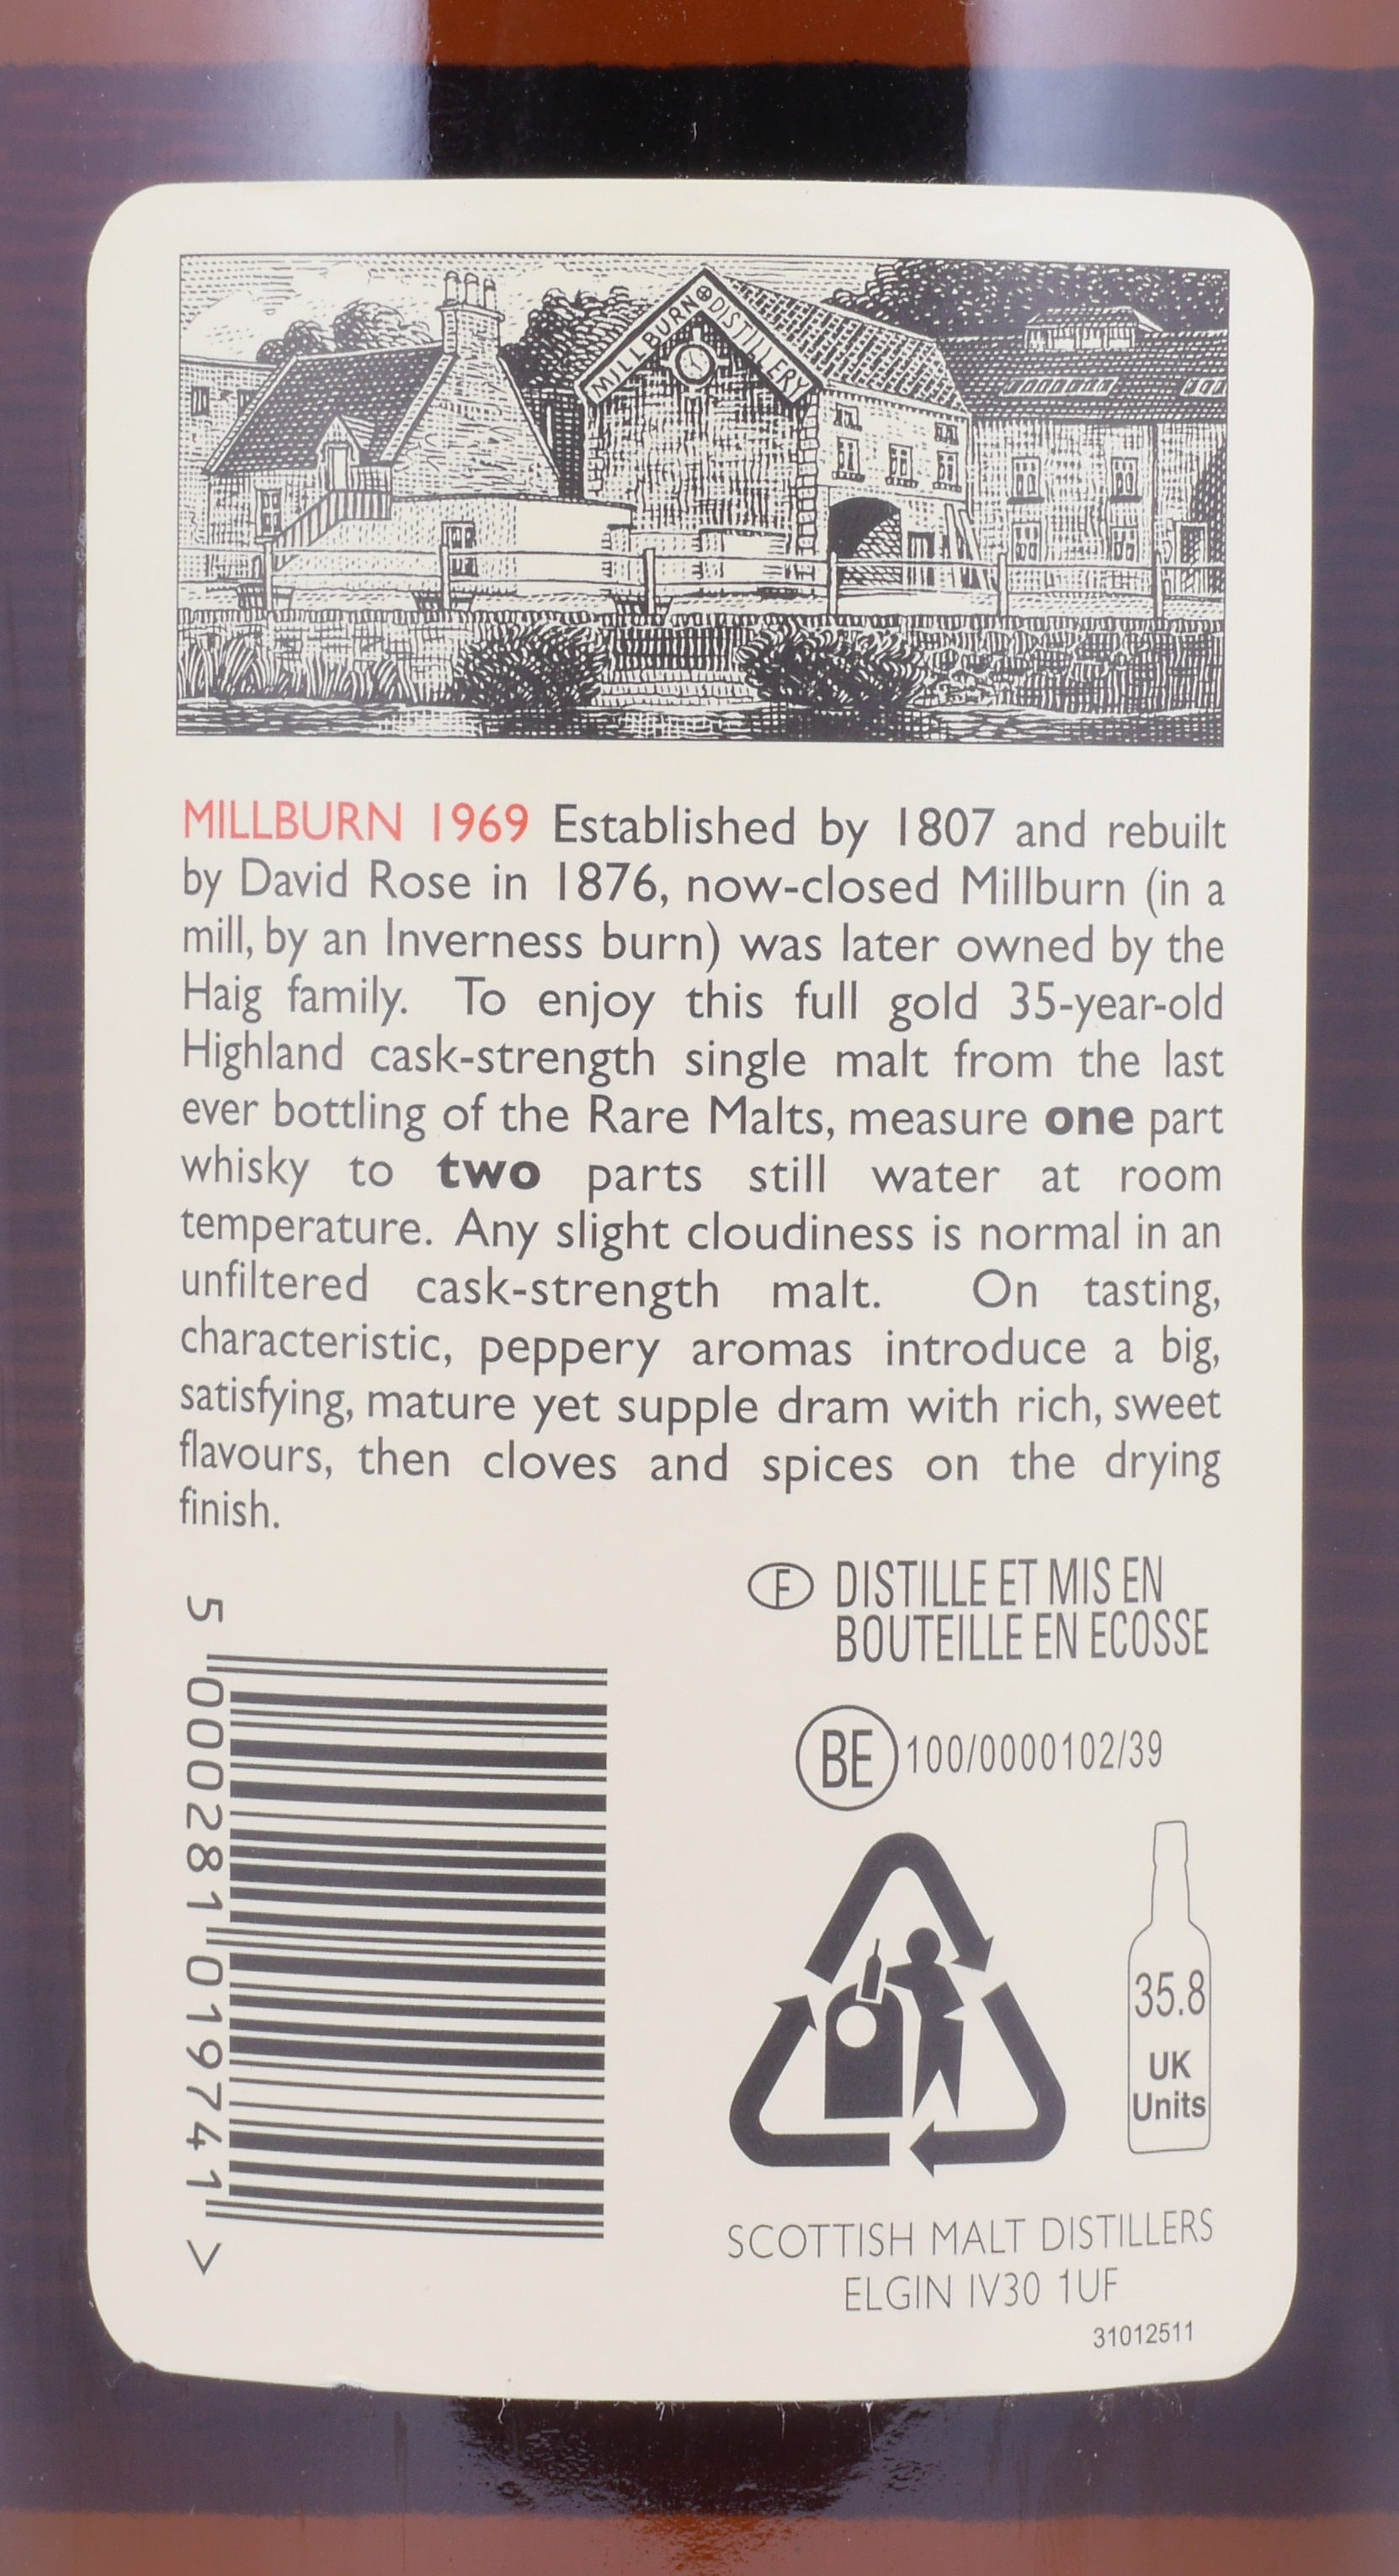 MILLBURN DISTILLERY
MILLBURN 1969 Established by 1807 and rebuilt
by David Rose in 1876, now-closed Millburn (in a
mill, by an Inverness burn) was later owned by the
Haig family. To enjoy this full gold 35-year-old
Highland cask-strength single malt from the last
ever bottling of the Rare Malts, measure one part
whisky to two parts still water at room
temperature. Any slight cloudiness is normal in an
unfiltered cask-strength malt. On tasting,
characteristic, peppery aromas introduce a big,
satisfying, mature yet supple dram with rich, sweet
flavours, then cloves and spices on the drying
finish.
F DISTILLE ET MIS EN
BOUTEILLE EN ECOSSE
BE 100/0000102/39
35.8
UK
Units
SCOTTISH MALT DISTILLERS
ELGIN IV30 1UF
31012511
5 000281 019741 >